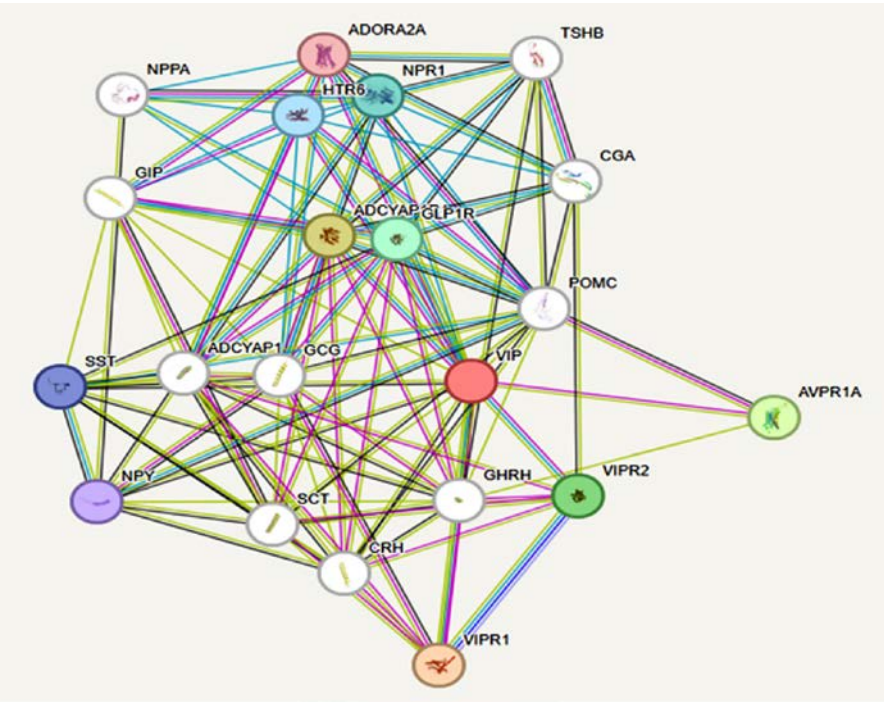 ADORA2A
TSHB
NPPA
NPR1
HTR6
CGA
GIP
ADCYAP
GLP1R
POMC
ADCYAP1
GCG
VIP
SST
AVPR1A
GHRH
VIPR2
NPY
SCT
CRH
VIPR1